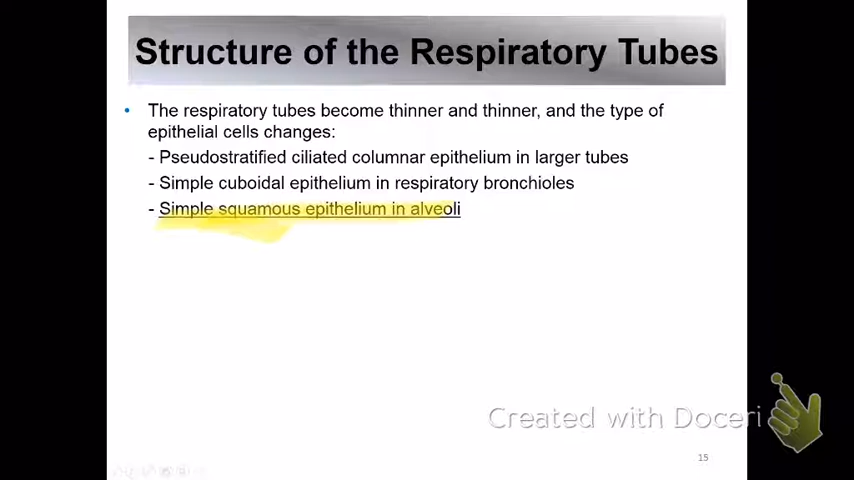 Structure of the Respiratory Tubes
• The respiratory tubes become thinner and thinner, and the type of
epithelial cells changes:
- Pseudostratified ciliated columnar epithelium in larger tubes
- Simple cuboidal epithelium in respiratory bronchioles
- Simple squamous epithelium in alveoli
Created with Doceri
15